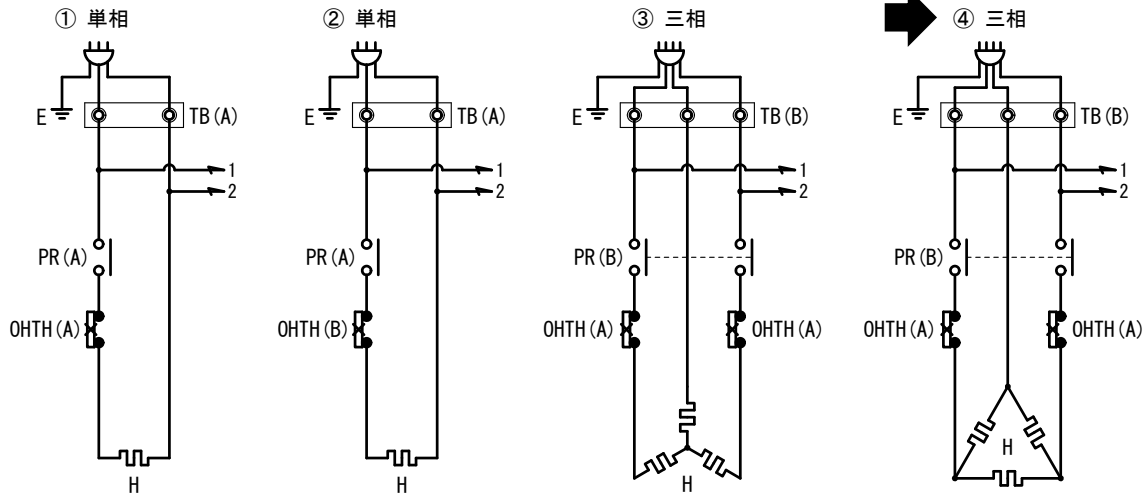 ① 単相
② 単相
③ 三相
④ 三相
E
TB(A)
E
TB(A)
E
TB(B)
E
TB(B)
1
1
1
1
2
2
2
2
PR(A)
PR(A)
PR(B)
PR(B)
OHTH(A)
OHTH(B)
OHTH(A)
OHTH(A)
OHTH(A)
OHTH(A)
H
H
H
H